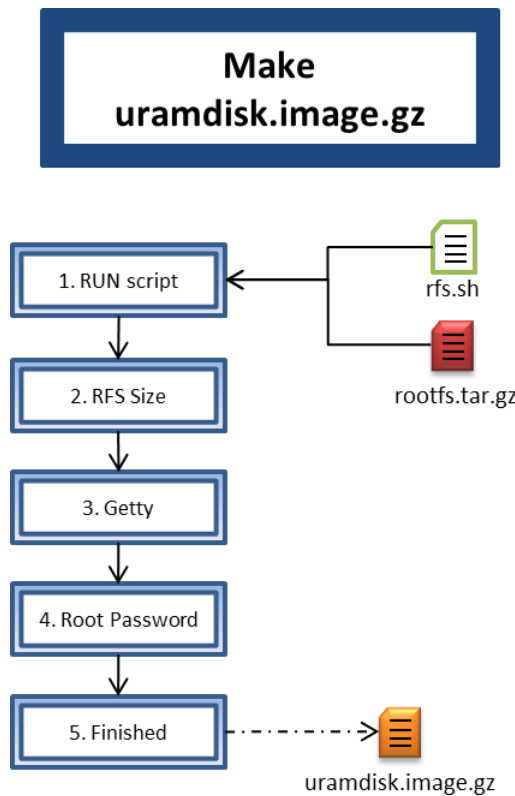 Make
uramdisk.image.gz
1. RUN script
rfs.sh
rootfs.tar.gz
2. RFS Size
3. Getty
4. Root Password
5. Finished
uramdisk.image.gz